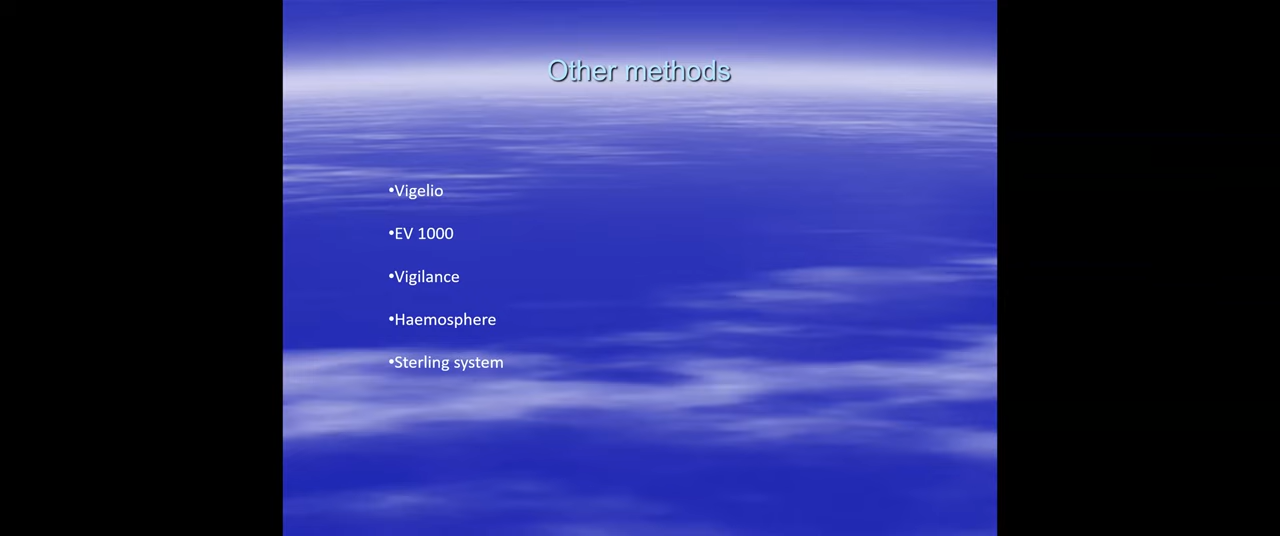 Other methods
•Vigelio
•EV 1000
•Vigilance
•Haemosphere
•Sterling system